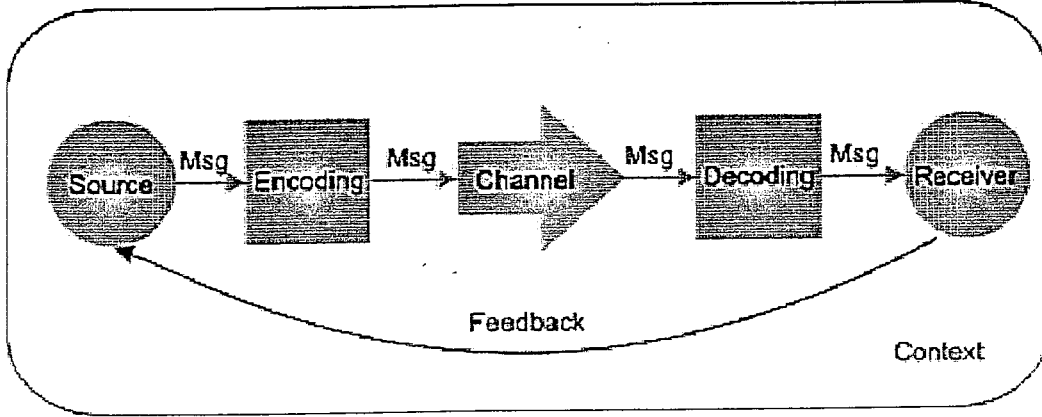 Msg Msg Msg Msg
Source Encoding Channel Decoding Receiver
Feedback
Context